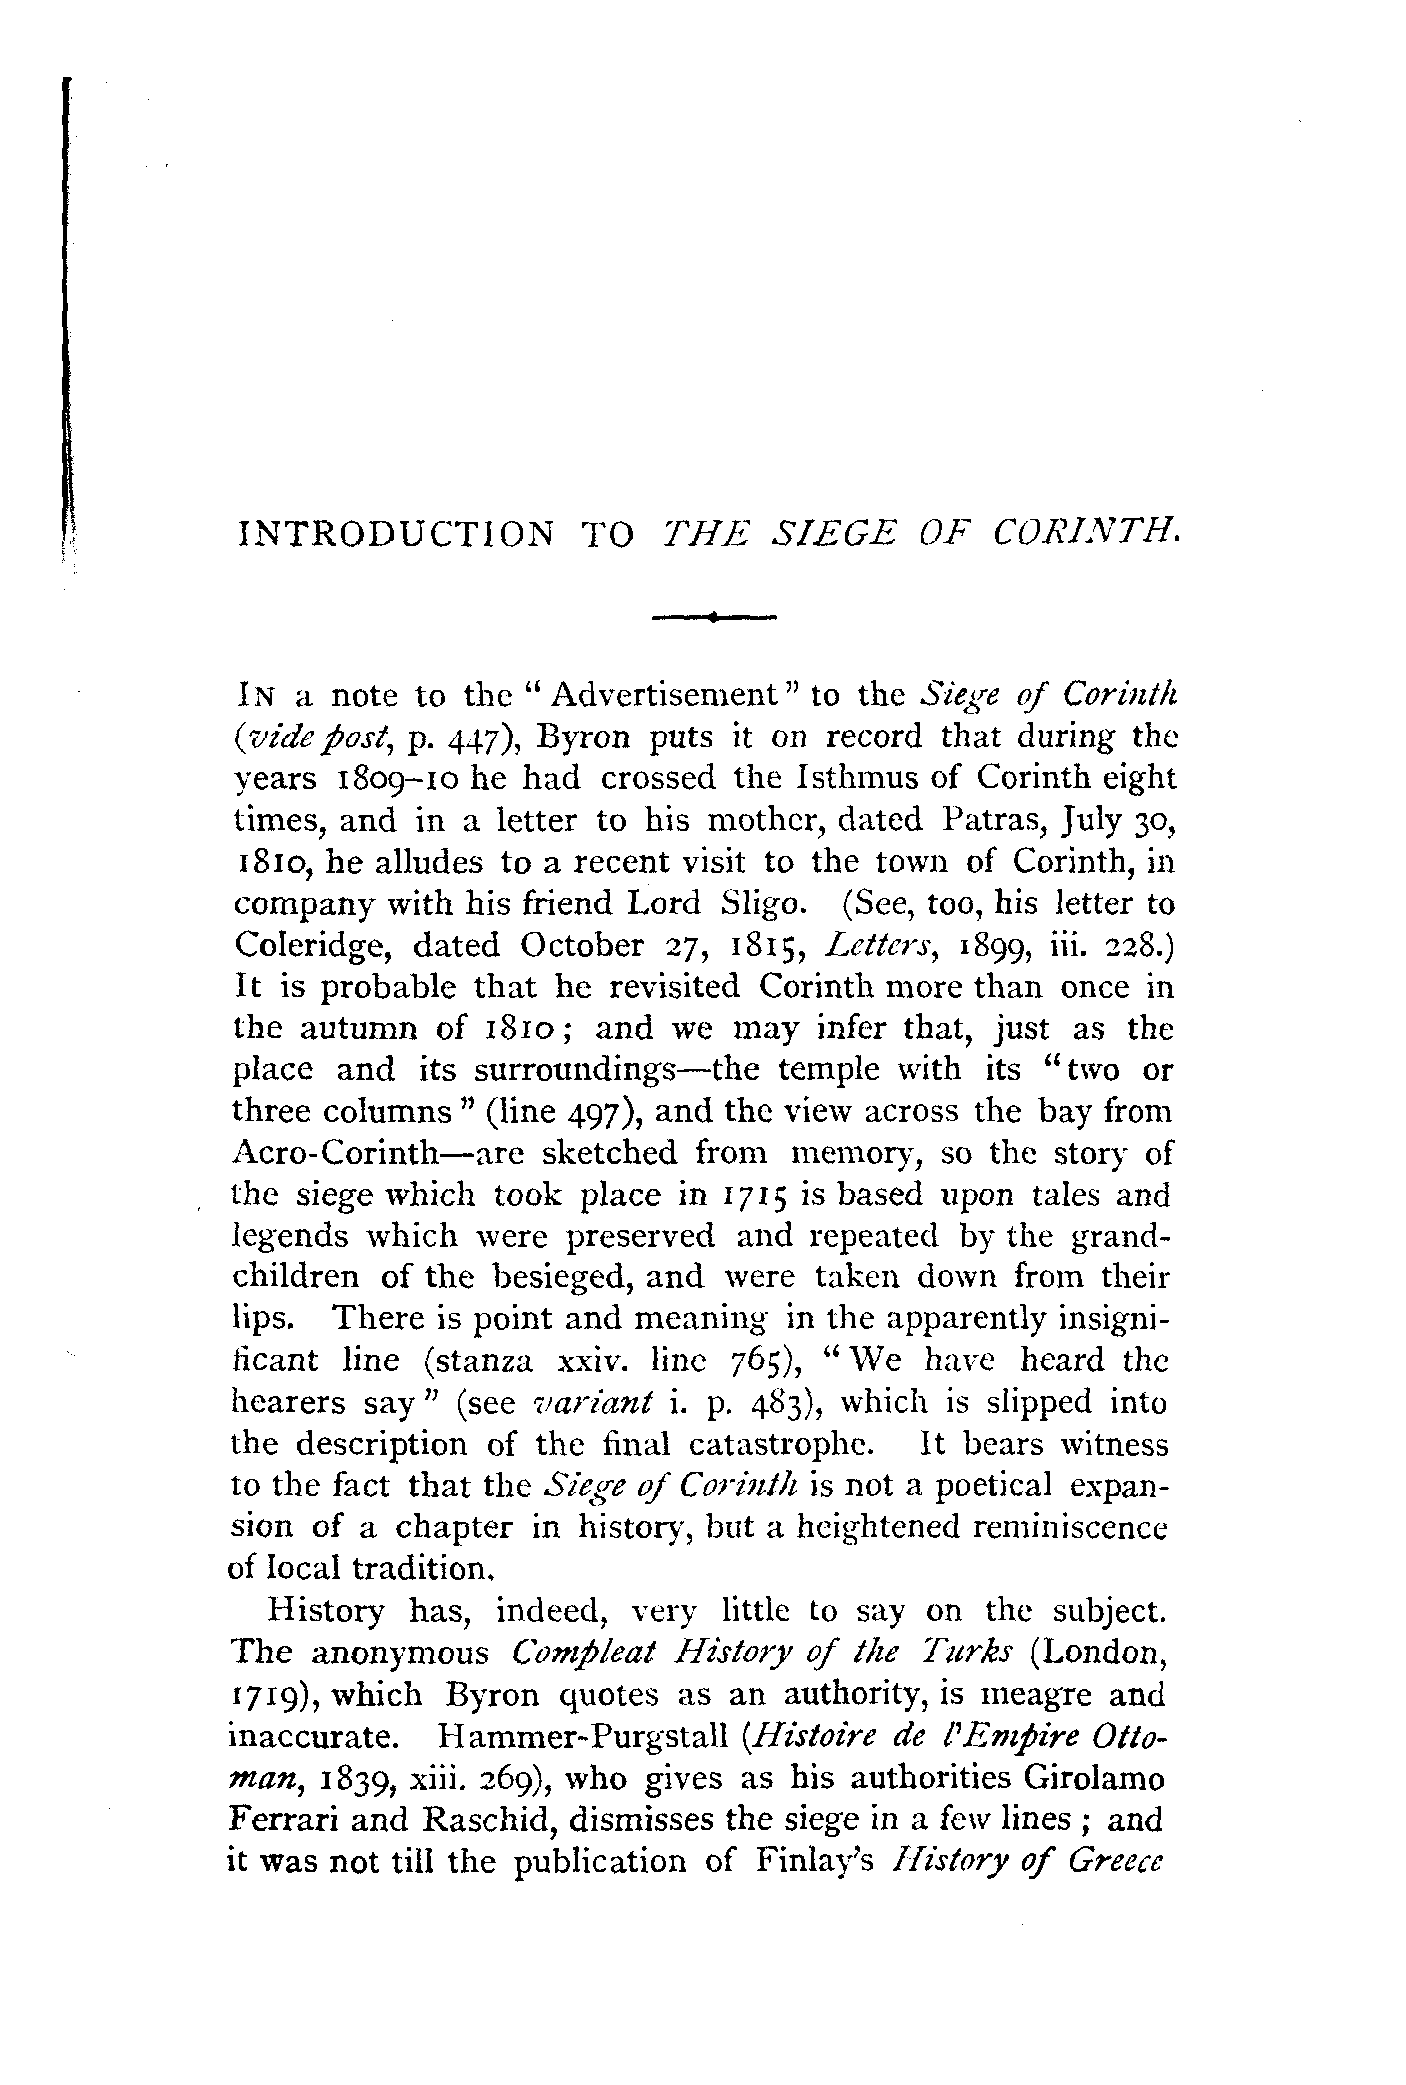 INTRODUCTION TO THE SIEGE OF CORINTH.
IN a note to the "Advertisement" to the Siege of Corinth
(vide post, p. 447), Byron puts it on record that during the
years 1809–10 he had crossed the Isthmus of Corinth eight
times, and in a letter to his mother, dated Patras, July 30,
1810, he alludes to a recent visit to the town of Corinth, in
company with his friend Lord Sligo. (See, too, his letter to
Coleridge, dated October 27, 1815, Letters, 1899, iii. 228.)
It is probable that he revisited Corinth more than once in
the autumn of 1810; and we may infer that, just as the
place and its surroundings—the temple with its "two or
three columns" (line 497), and the view across the bay from
Acro-Corinth—are sketched from memory, so the story of
the siege which took place in 1715 is based upon tales and
legends which were preserved and repeated by the grand-
children of the besieged, and were taken down from their
lips. There is point and meaning in the apparently insigni-
ficant line (stanza xxiv. line 765), "We have heard the
hearers say" (see variant i. p. 483), which is slipped into
the description of the final catastrophe. It bears witness
to the fact that the Siege of Corinth is not a poetical expan-
sion of a chapter in history, but a heightened reminiscence
of local tradition.
History has, indeed, very little to say on the subject.
The anonymous Compleat History of the Turks (London,
1719), which Byron quotes as an authority, is meagre and
inaccurate. Hammer-Purgstall (Histoire de l'Empire Otto-
man, 1839, xiii. 269), who gives as his authorities Girolamo
Ferrari and Raschid, dismisses the siege in a few lines; and
it was not till the publication of Finlay's History of Greece